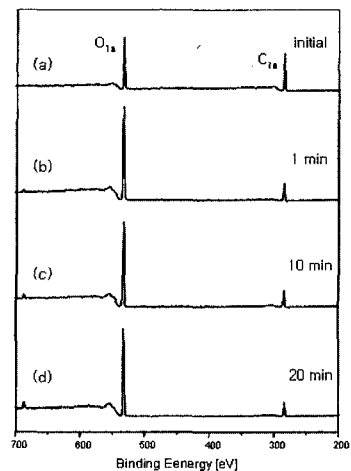 O1s
initial
C1s
(a)
(b)
1 min
(c)
10 min
(d)
20 min
700 600 500 400 300 200
Binding Eenergy [eV]